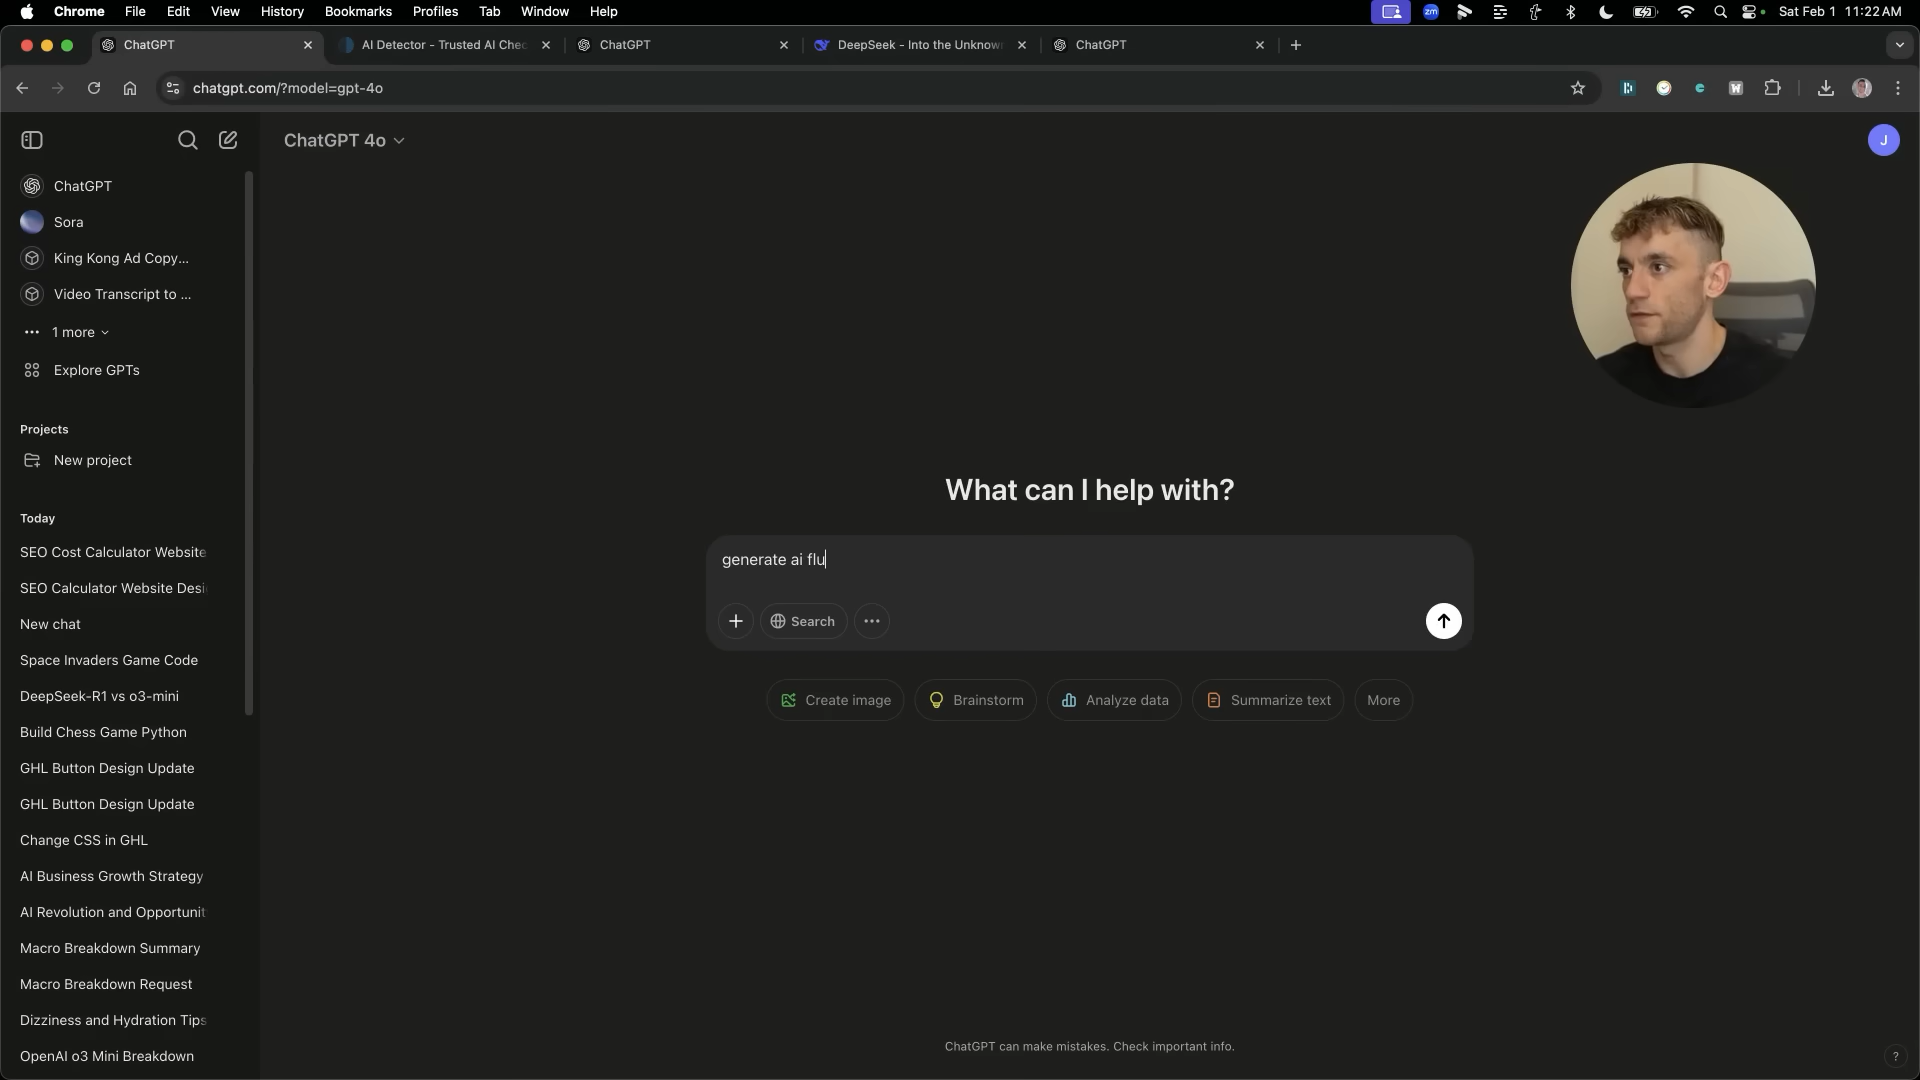 Chrome File Edit View History Bookmarks Profiles Tab Window Help zm Sat Feb 1 11:22 AM
ChatGPT AI Detector - Trusted AI Chec ChatGPT DeepSeek - Into the Unknown ChatGPT
chatgpt.com/?model=gpt-4o
ChatGPT 4o
J
ChatGPT
Sora
King Kong Ad Copy...
Video Transcript to ...
1 more
Explore GPTs
Projects
New project
Today
SEO Cost Calculator Website
SEO Calculator Website Desi
New chat
Space Invaders Game Code
DeepSeek-R1 vs o3-mini
Build Chess Game Python
GHL Button Design Update
GHL Button Design Update
Change CSS in GHL
AI Business Growth Strategy
AI Revolution and Opportunit
Macro Breakdown Summary
Macro Breakdown Request
Dizziness and Hydration Tips
OpenAI o3 Mini Breakdown
What can I help with?
generate ai flu
Search
Create image Brainstorm Analyze data Summarize text More
ChatGPT can make mistakes. Check important info.
?